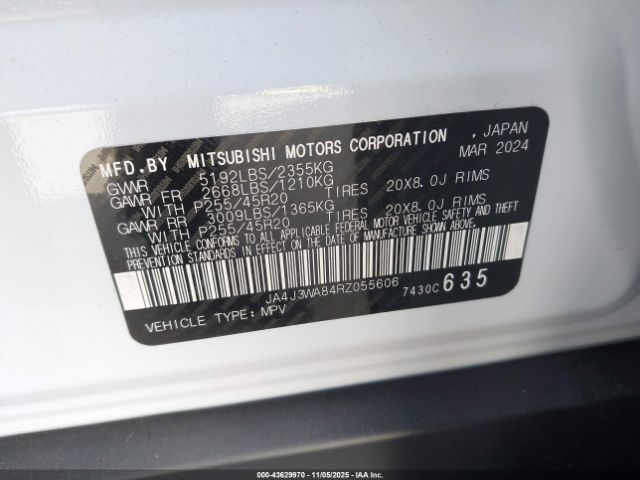 MFD.BY MITSUBISHI MOTORS CORPORATION , JAPAN
GVWR 5192LBS/2355KG MAR 2024
GAWR FR 2668LBS/1210KG
WITH P255/45R20 TIRES 20X8.0J RIMS
GAWR RR 3009LBS/1365KG
WITH P255/45R20 TIRES 20X8.0J RIMS
THIS VEHICLE CONFORMS TO ALL APPLICABLE FEDERAL MOTOR VEHICLE SAFETY AND THEFT
PREVENTION STANDARDS IN EFFECT ON THE DATE OF MANUFACTURE SHOWN ABOVE.
JA4J3WA84RZ055606 7430C 635
VEHICLE TYPE: MPV
000-43629970 - 11/05/2025 - IAAI.COM